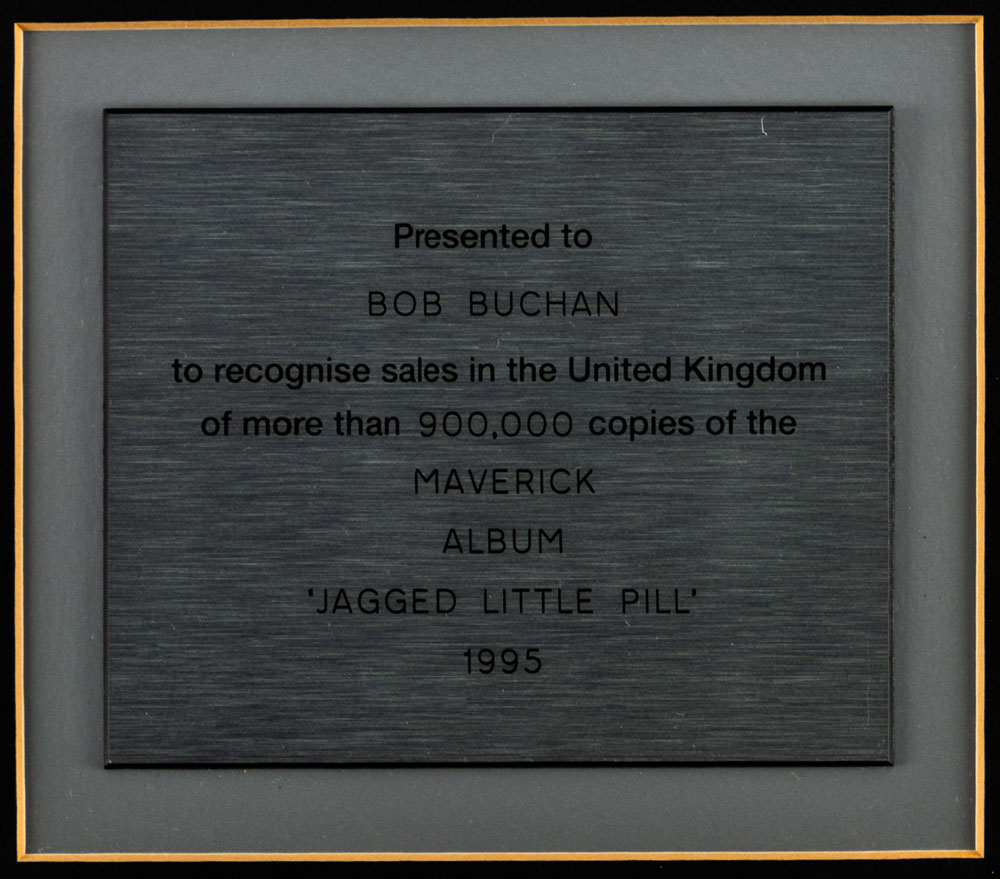 Presented to
BOB BUCHAN
to recognise sales in the United Kingdom
of more than 900,000 copies of the
MAVERICK
ALBUM
'JAGGED LITTLE PILL'
1995